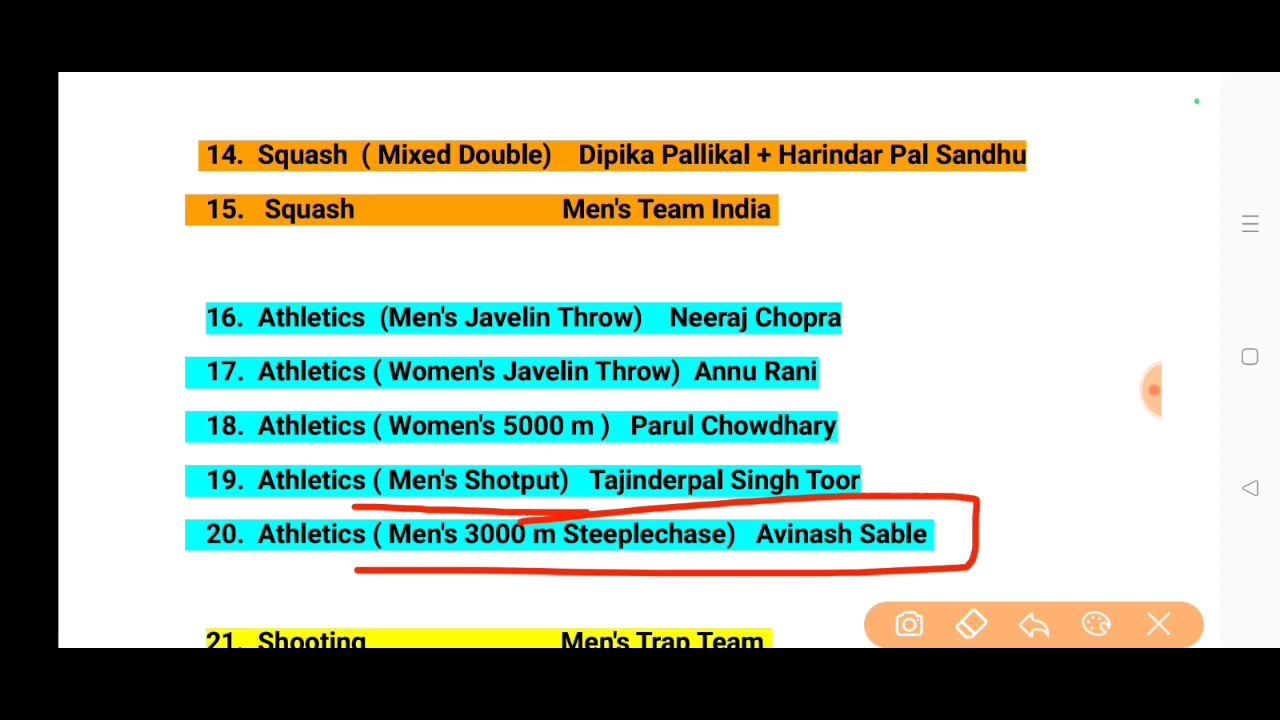 14. Squash ( Mixed Double) Dipika Pallikal + Harindar Pal Sandhu
15. Squash Men's Team India
16. Athletics (Men's Javelin Throw) Neeraj Chopra
17. Athletics ( Women's Javelin Throw) Annu Rani
18. Athletics ( Women's 5000 m ) Parul Chowdhary
19. Athletics ( Men's Shotput) Tajinderpal Singh Toor
20. Athletics ( Men's 3000 m Steeplechase) Avinash Sable
21. Shooting Men's Trap Team